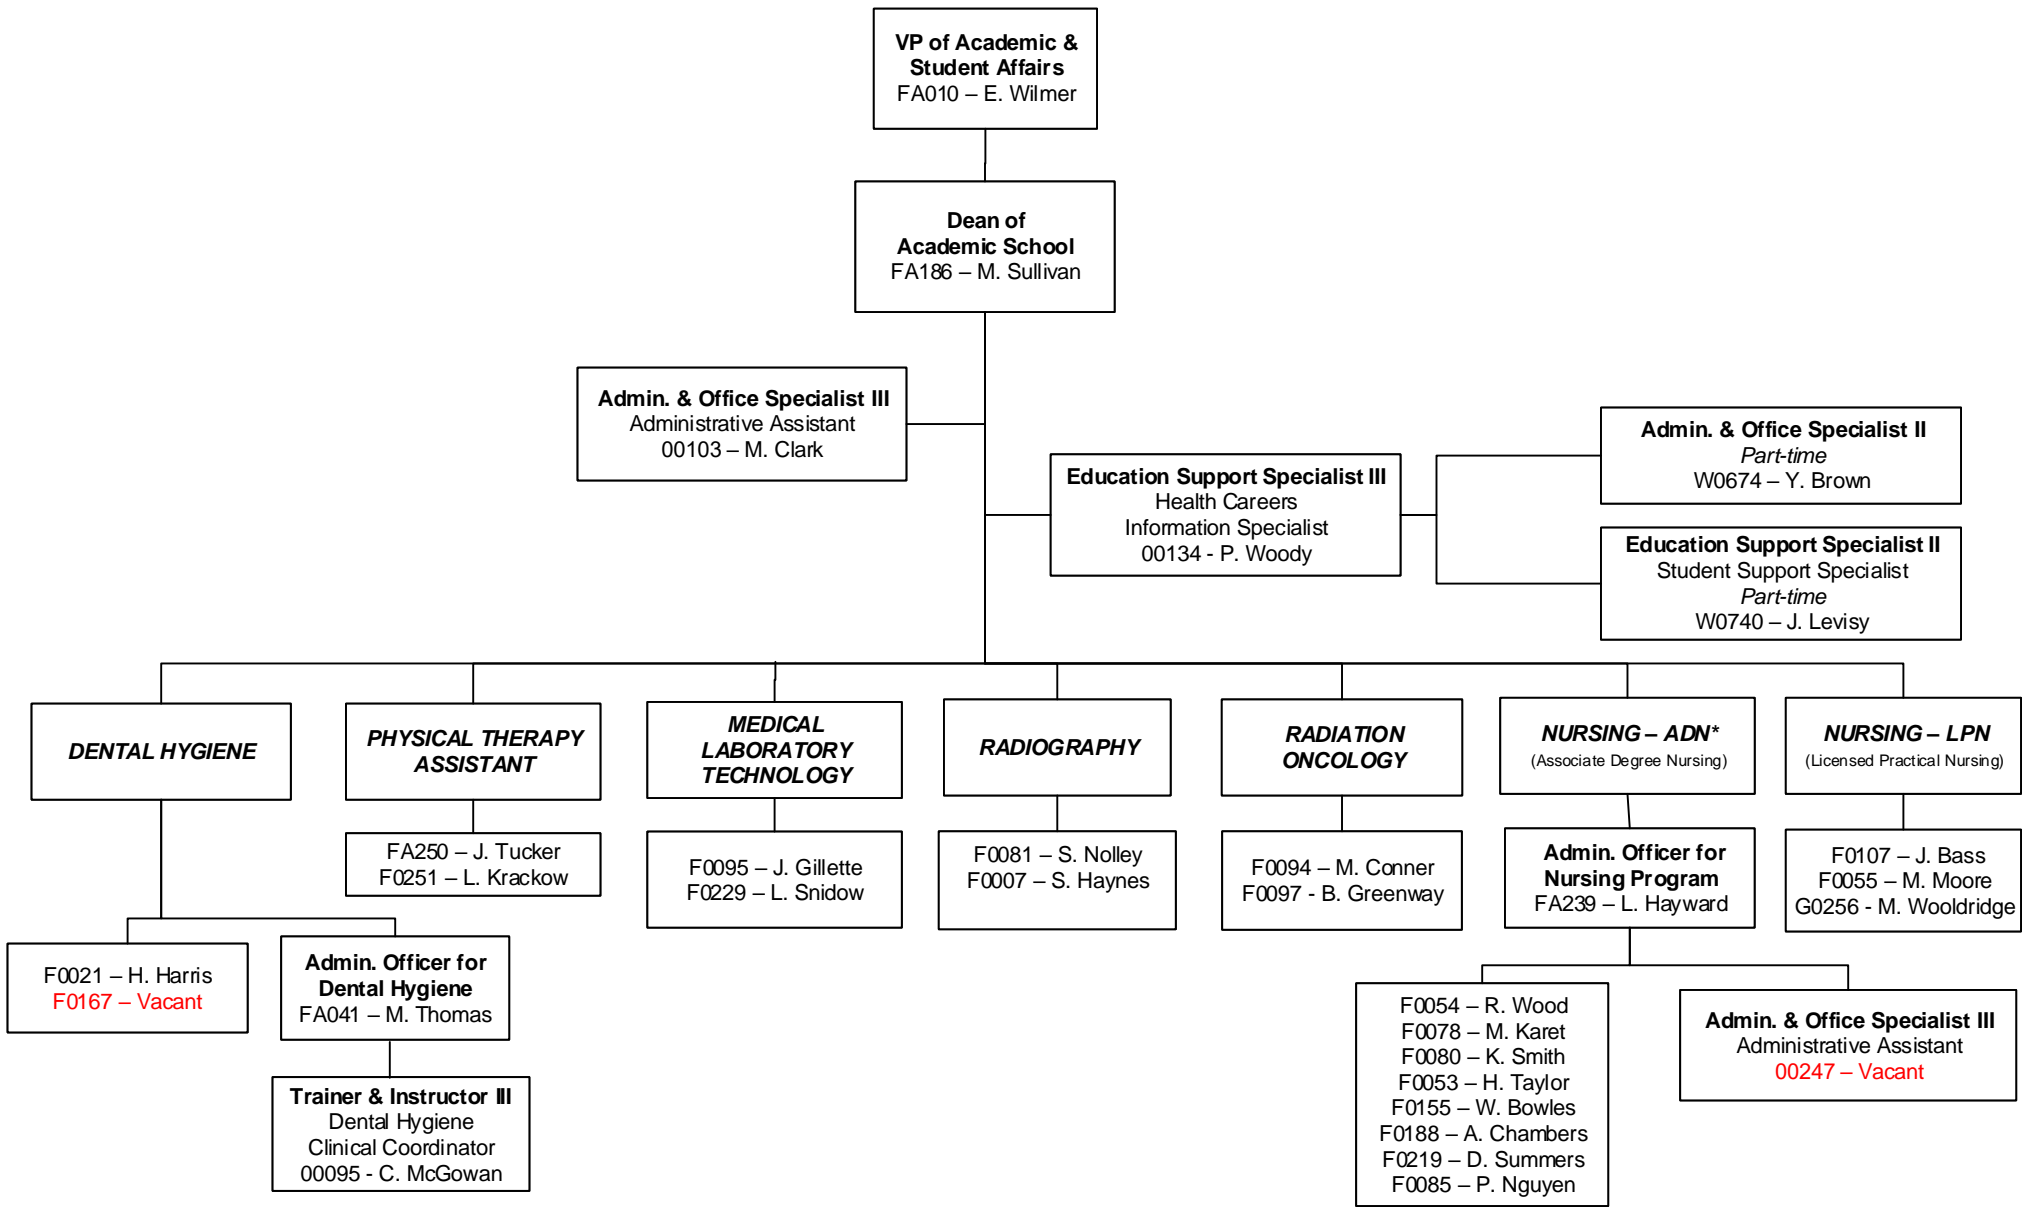 VP of Academic &
Student Affairs
FA010 – E. Wilmer
Dean of
Academic School
FA186 – M. Sullivan
Admin. & Office Specialist III
Administrative Assistant
00103 – M. Clark
Education Support Specialist III
Health Careers
Information Specialist
00134 - P. Woody
Admin. & Office Specialist II
Part-time
W0674 – Y. Brown
Education Support Specialist II
Student Support Specialist
Part-time
W0740 – J. Levisy
DENTAL HYGIENE
PHYSICAL THERAPY
ASSISTANT
MEDICAL
LABORATORY
TECHNOLOGY
RADIOGRAPHY
RADIATION
ONCOLOGY
NURSING – ADN*
(Associate Degree Nursing)
NURSING – LPN
(Licensed Practical Nursing)
F0021 – H. Harris
F0167 – Vacant
Admin. Officer for
Dental Hygiene
FA041 – M. Thomas
Trainer & Instructor III
Dental Hygiene
Clinical Coordinator
00095 - C. McGowan
FA250 – J. Tucker
F0251 – L. Krackow
F0095 – J. Gillette
F0229 – L. Snidow
F0081 – S. Nolley
F0007 – S. Haynes
F0094 – M. Conner
F0097 - B. Greenway
Admin. Officer for
Nursing Program
FA239 – L. Hayward
F0054 – R. Wood
F0078 – M. Karet
F0080 – K. Smith
F0053 – H. Taylor
F0155 – W. Bowles
F0188 – A. Chambers
F0219 – D. Summers
F0085 – P. Nguyen
Admin. & Office Specialist III
Administrative Assistant
00247 – Vacant
F0107 – J. Bass
F0055 – M. Moore
G0256 - M. Wooldridge